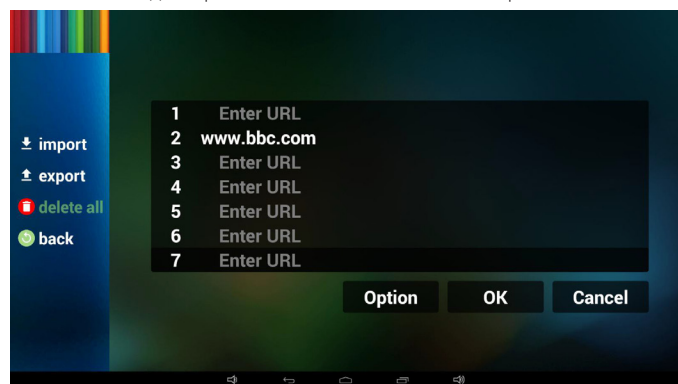 import
export
delete all
back
1 Enter URL
2 www.bbc.com
3 Enter URL
4 Enter URL
5 Enter URL
6 Enter URL
7 Enter URL
Option OK Cancel